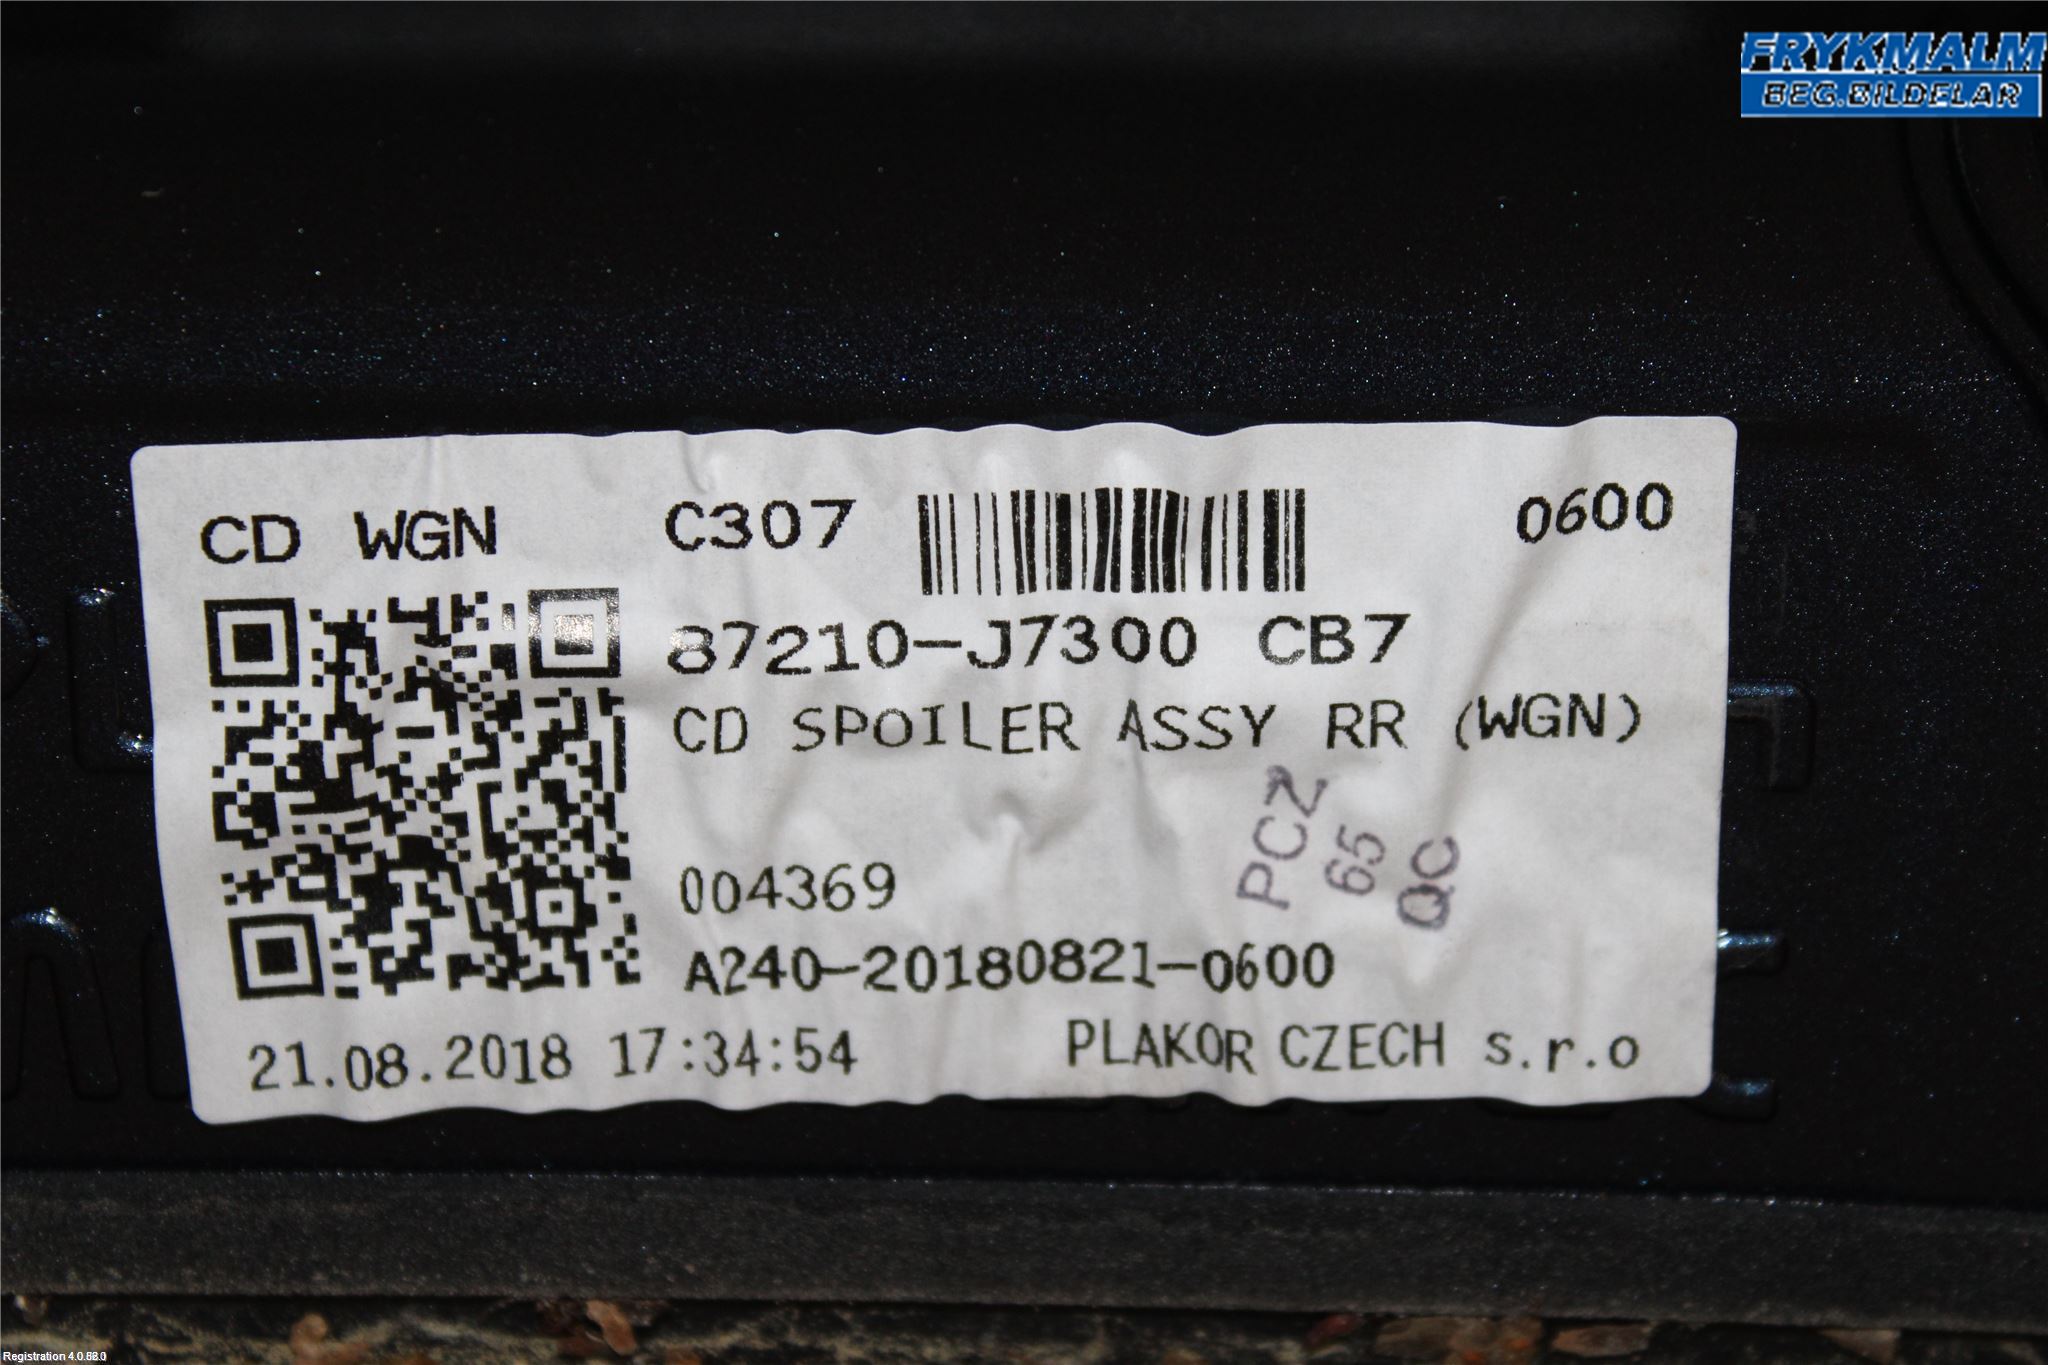 FRYKMALM
BEG.BILDELAR
CD WGN C307 0600
87210-J7300 CB7
CD SPOILER ASSY RR (WGN)
PCZ
65
QC
004369
A240-20180821-0600
21.08.2018 17:34:54 PLAKOR CZECH s.r.o